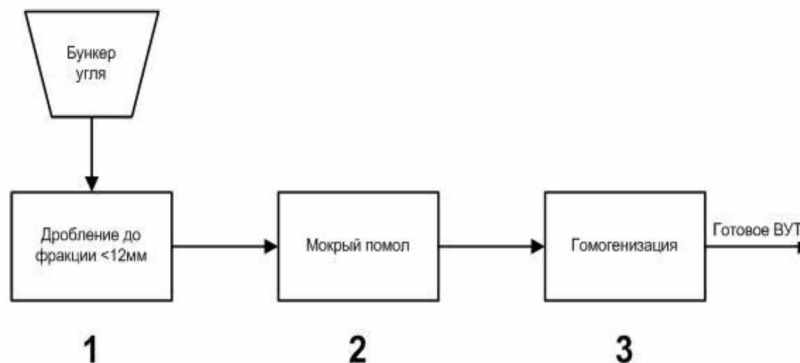 Бункер
угля
Дробление до
фракции <12мм
Мокрый помол
Гомогенизация
Готовое ВУТ
1
2
3